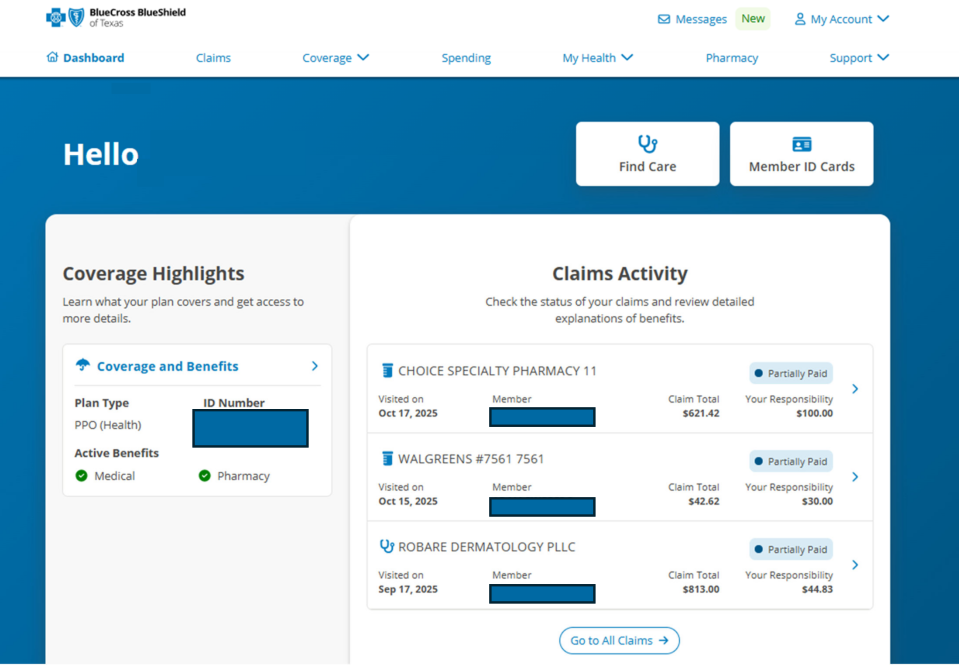 BlueCross BlueShield
of Texas
Messages New My Account
Dashboard Claims Coverage Spending My Health Pharmacy Support
Hello
Find Care
Member ID Cards
Coverage Highlights
Learn what your plan covers and get access to
more details.
Coverage and Benefits
Plan Type ID Number
PPO (Health)
Active Benefits
Medical Pharmacy
Claims Activity
Check the status of your claims and review detailed
explanations of benefits.
CHOICE SPECIALTY PHARMACY 11 Partially Paid
Visited on Member Claim Total Your Responsibility
Oct 17, 2025 $621.42 $100.00
WALGREENS #7561 7561 Partially Paid
Visited on Member Claim Total Your Responsibility
Oct 15, 2025 $42.62 $30.00
ROBARE DERMATOLOGY PLLC Partially Paid
Visited on Member Claim Total Your Responsibility
Sep 17, 2025 $813.00 $44.83
Go to All Claims